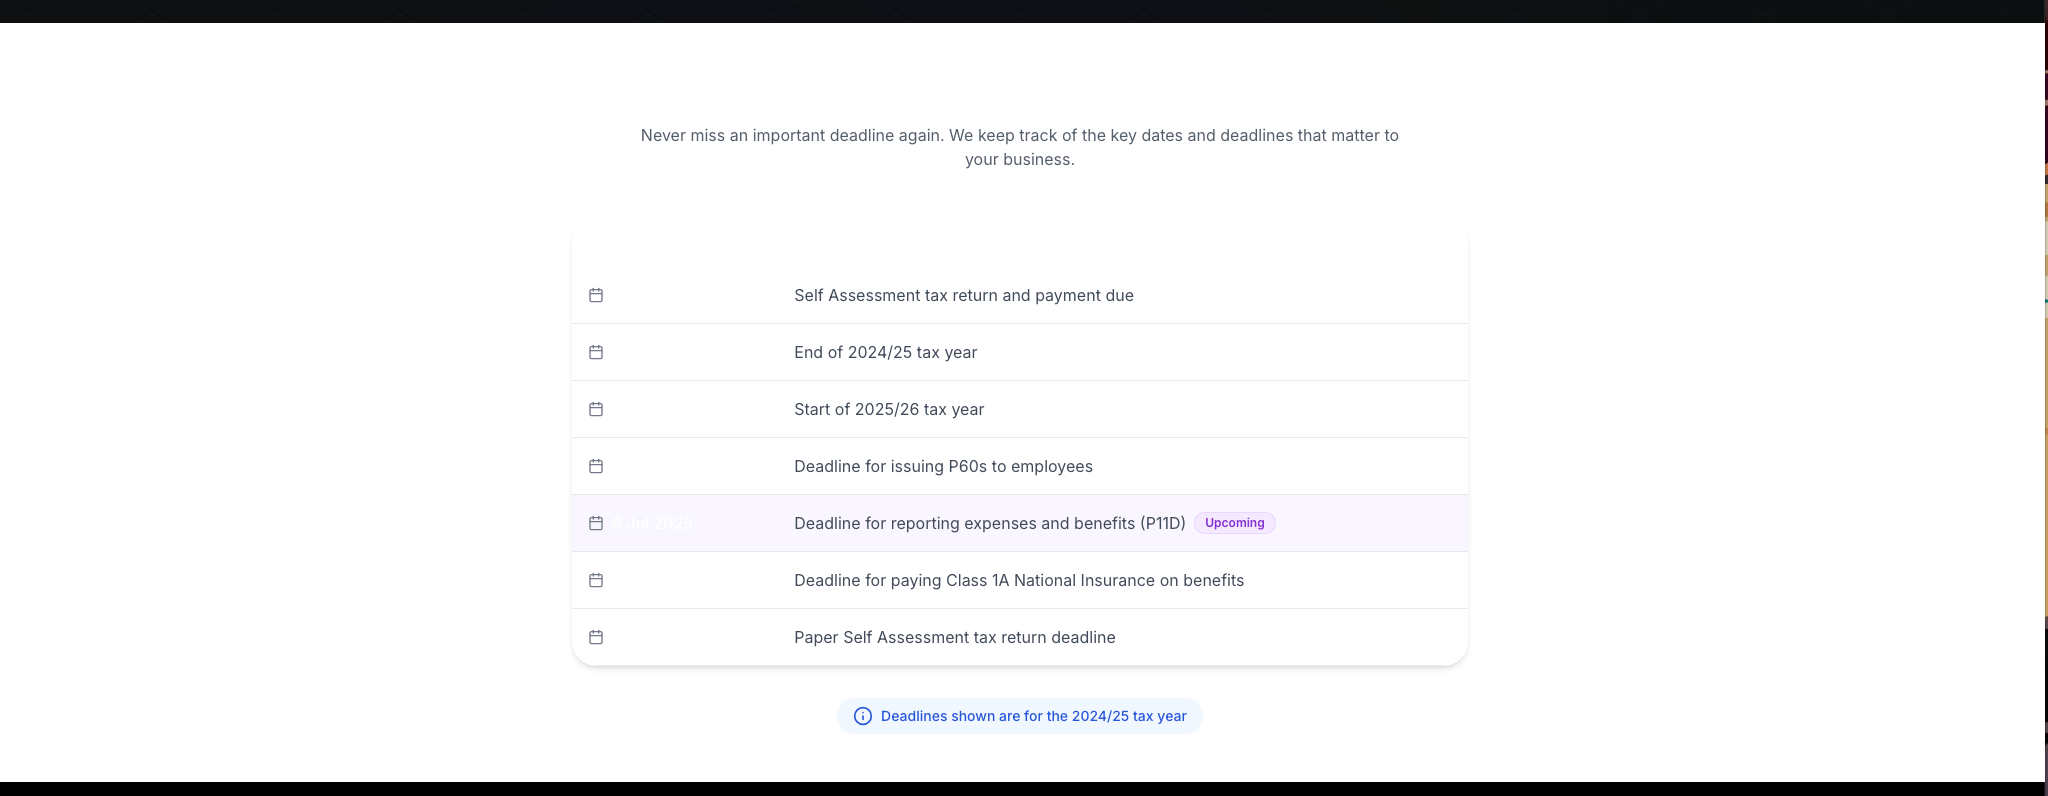 Never miss an important deadline again. We keep track of the key dates and deadlines that matter to
your business.
Self Assessment tax return and payment due
End of 2024/25 tax year
Start of 2025/26 tax year
Deadline for issuing P60s to employees
6 Jul 2025 Deadline for reporting expenses and benefits (P11D) Upcoming
Deadline for paying Class 1A National Insurance on benefits
Paper Self Assessment tax return deadline
Deadlines shown are for the 2024/25 tax year